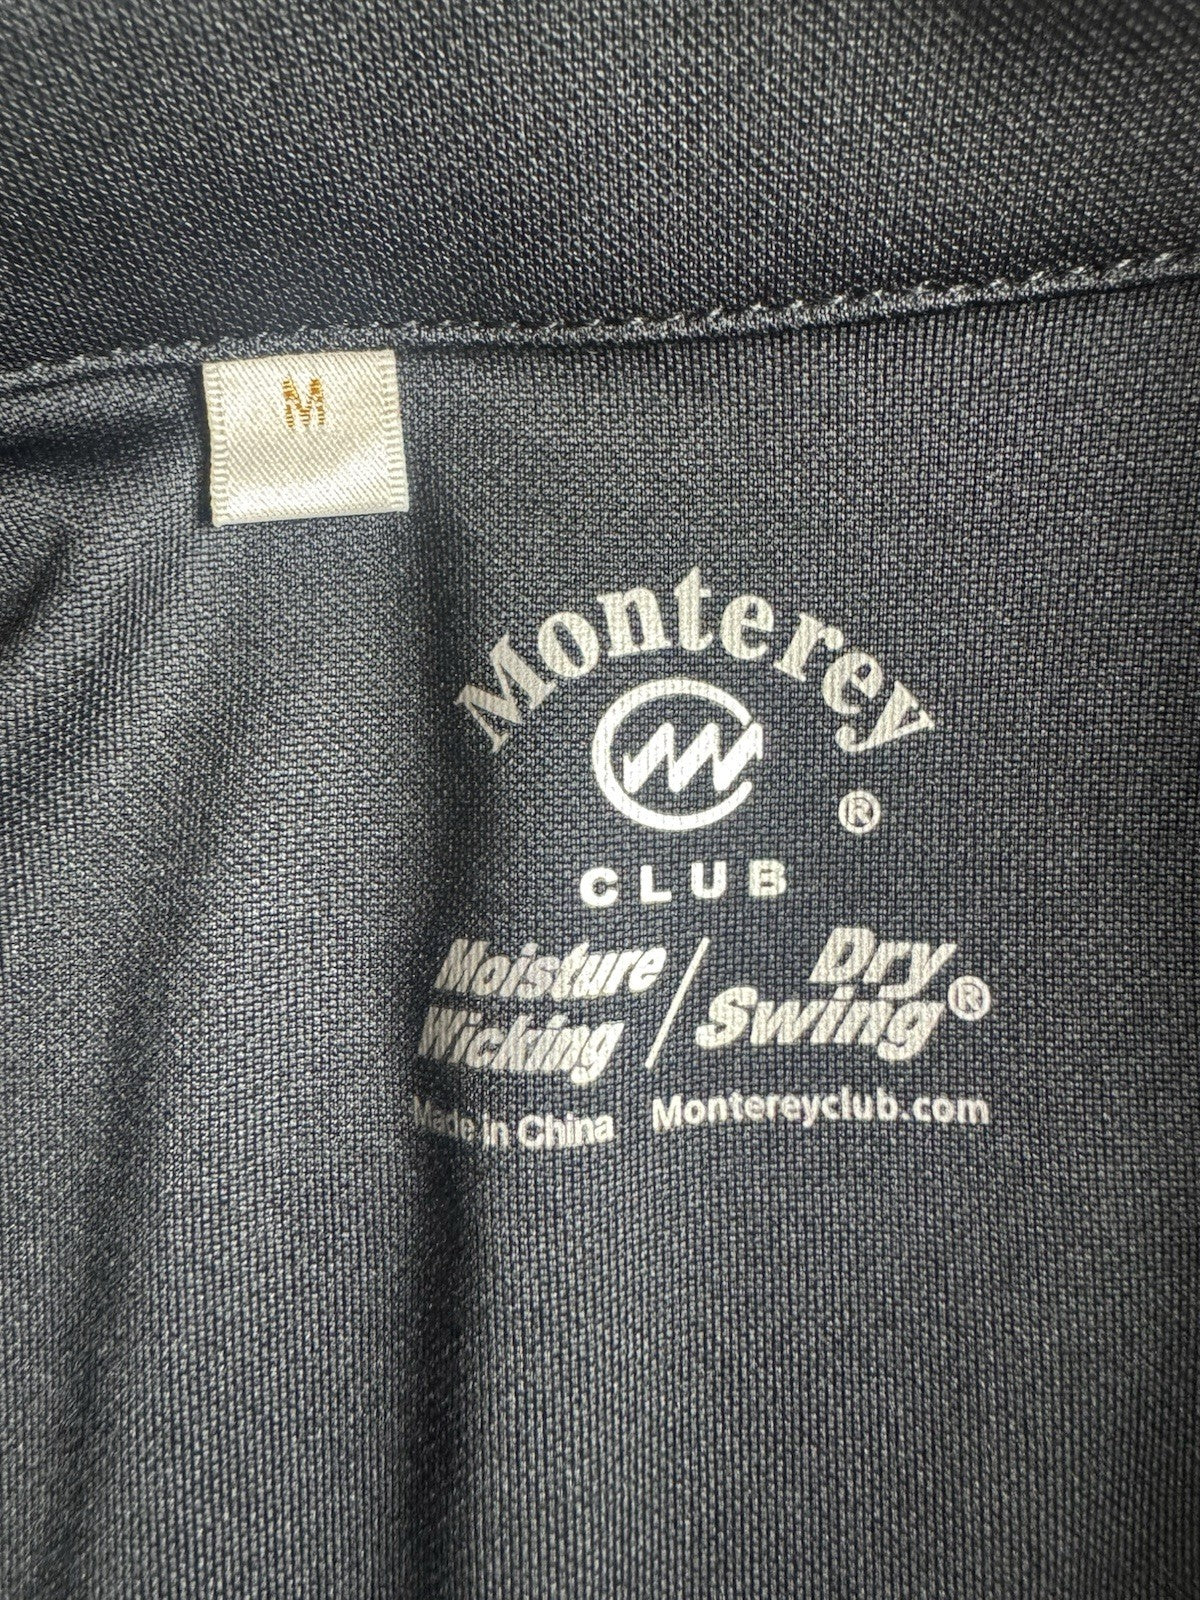 M
Monterey
®
CLUB
Moisture Wicking / Dry Swing®
Made in China Montereyclub.com